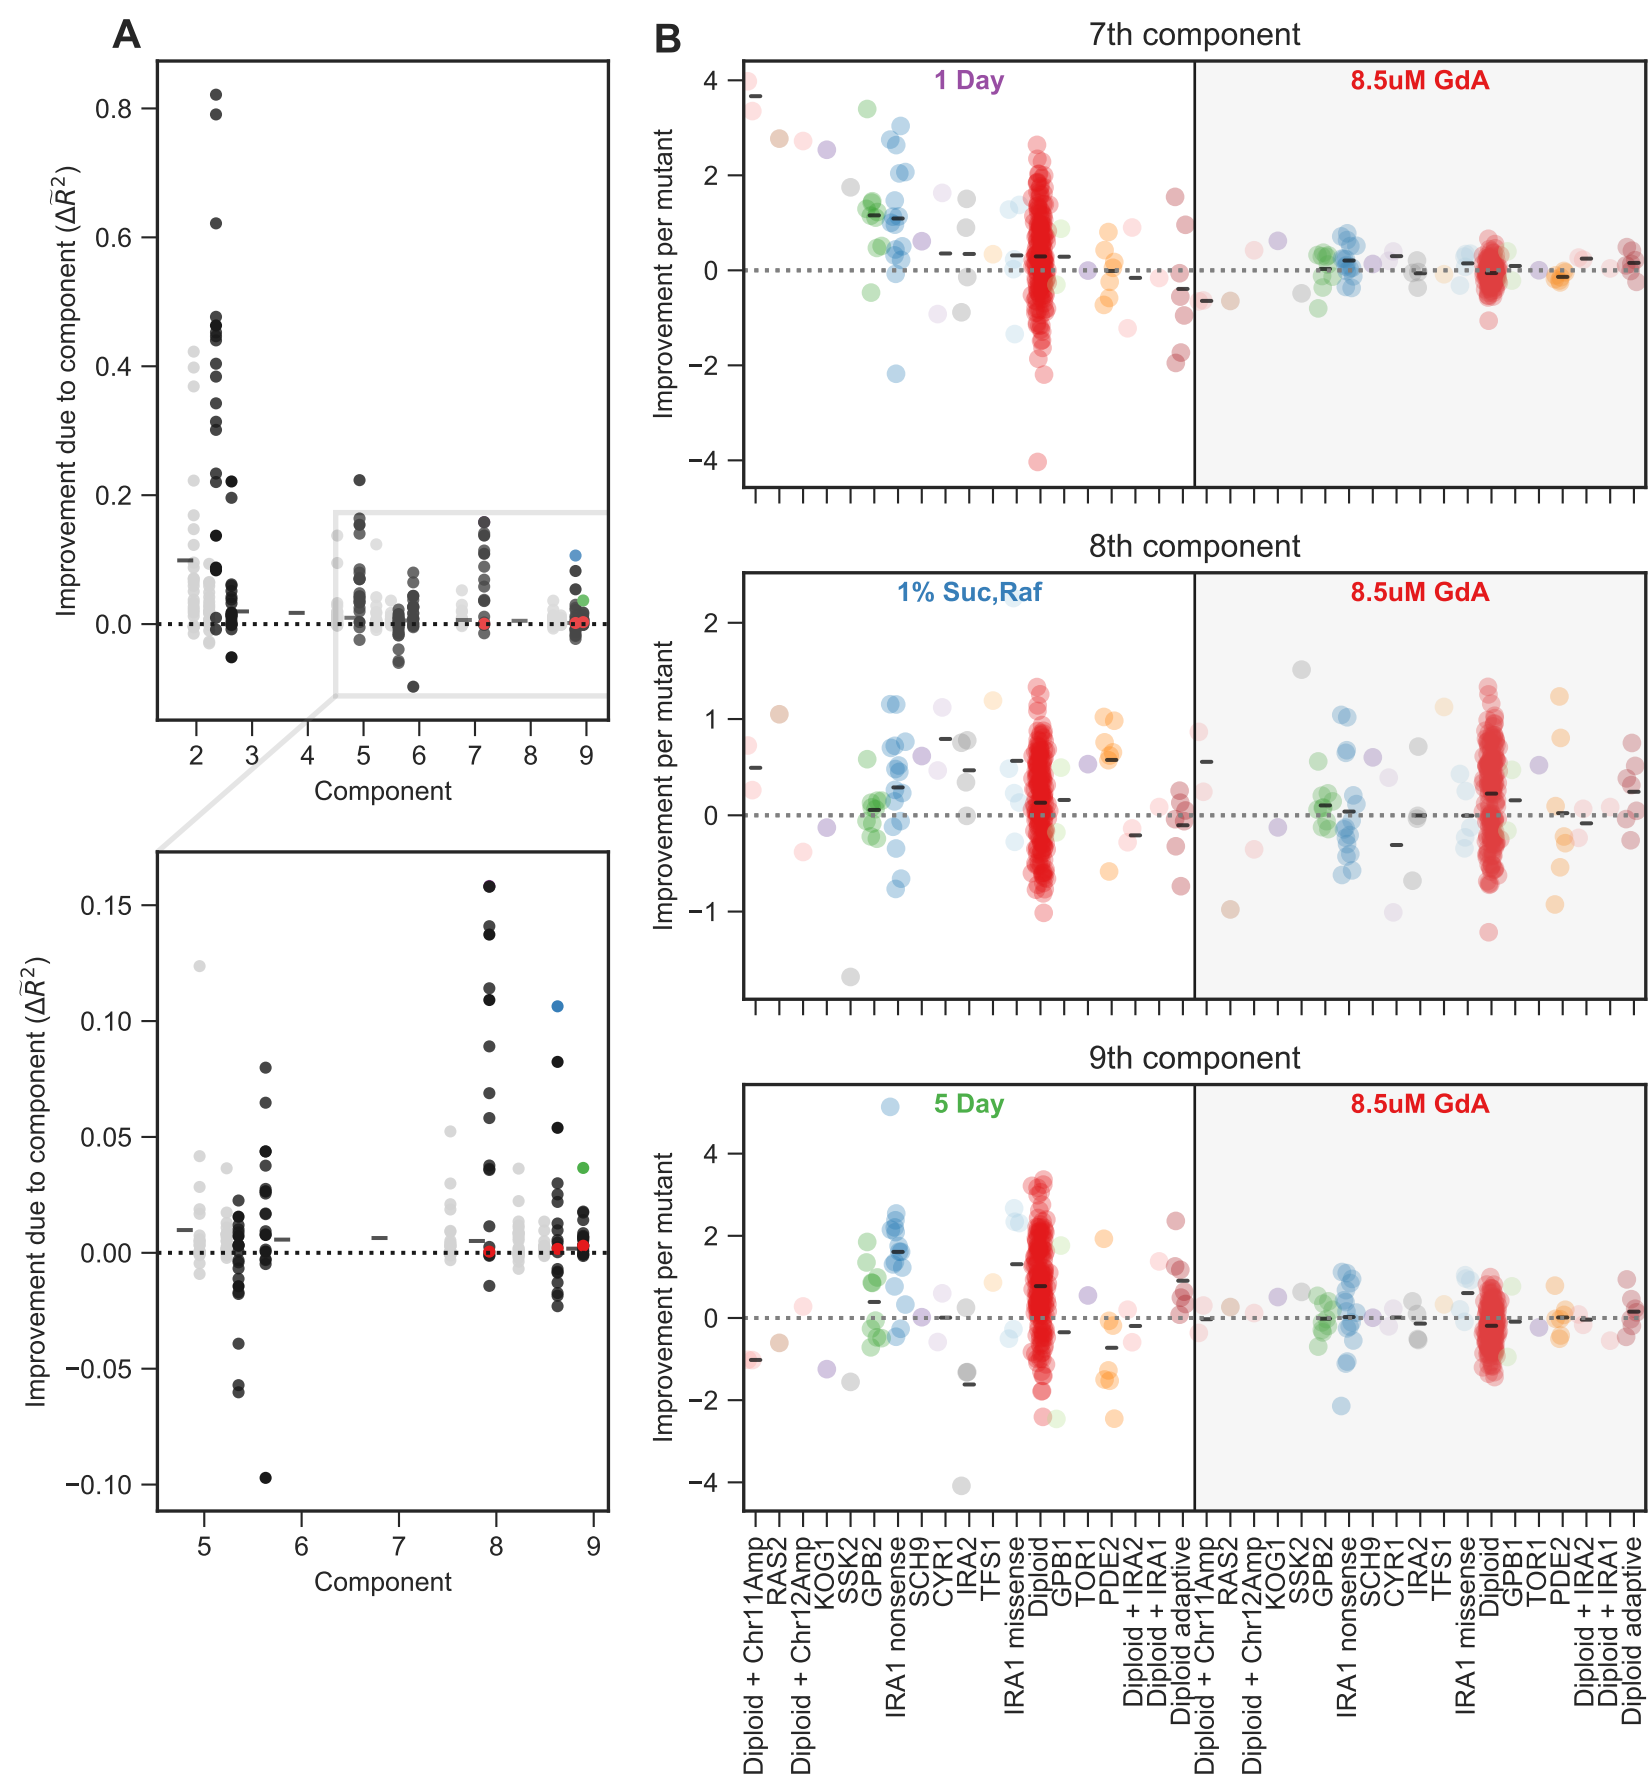 A
Improvement due to component (ΔR̃²)
0.8
0.6
0.4
0.2
0.0
2 3 4 5 6 7 8 9
Component
Improvement due to component (ΔR̃²)
0.15
0.10
0.05
0.00
−0.05
−0.10
5 6 7 8 9
Component
B
7th component
1 Day
8.5uM GdA
Improvement per mutant
4
2
0
−2
−4
8th component
1% Suc,Raf
8.5uM GdA
Improvement per mutant
2
1
0
−1
9th component
5 Day
8.5uM GdA
Improvement per mutant
4
2
0
−2
−4
Diploid + Chr11Amp
RAS2
Diploid + Chr12Amp
KOG1
SSK2
GPB2
IRA1 nonsense
SCH9
CYR1
IRA2
TFS1
IRA1 missense
Diploid
GPB1
TOR1
PDE2
Diploid + IRA2
Diploid + IRA1
Diploid adaptive
Diploid + Chr11Amp
RAS2
Diploid + Chr12Amp
KOG1
SSK2
GPB2
IRA1 nonsense
SCH9
CYR1
IRA2
TFS1
IRA1 missense
Diploid
GPB1
TOR1
PDE2
Diploid + IRA2
Diploid + IRA1
Diploid adaptive